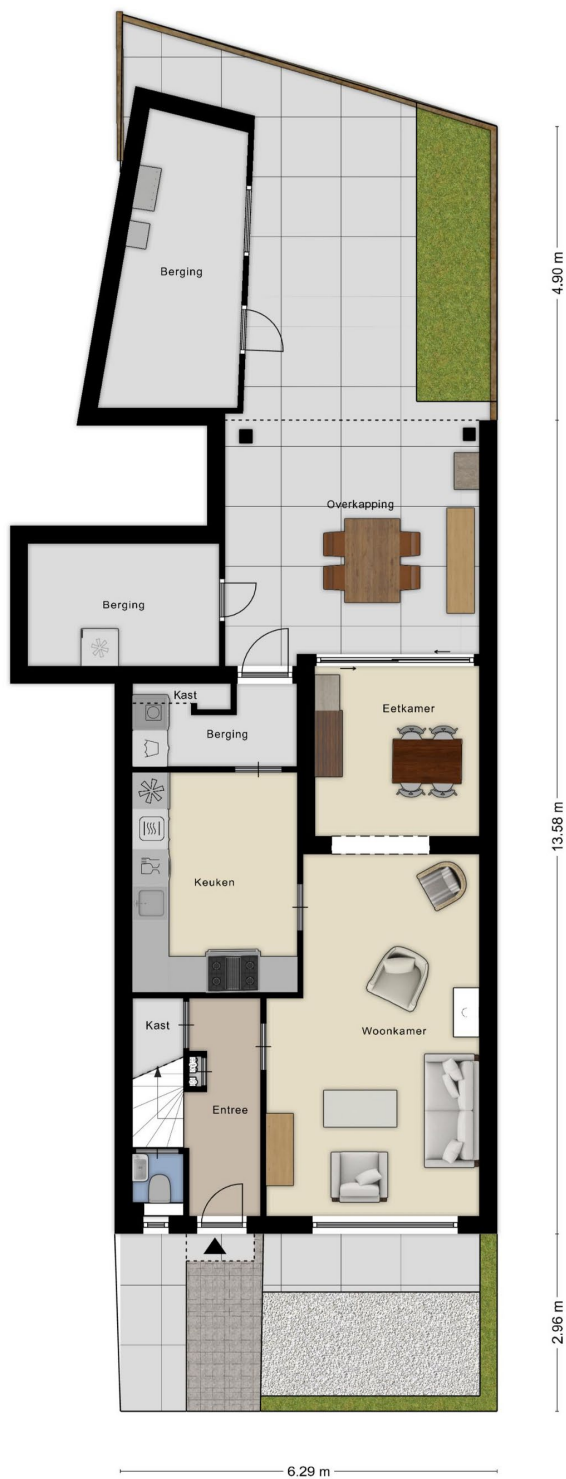 Berging
4.90 m
Overkapping
Berging
Kast
Eetkamer
Berging
13.58 m
Keuken
Kast
Woonkamer
Entree
2.96 m
6.29 m